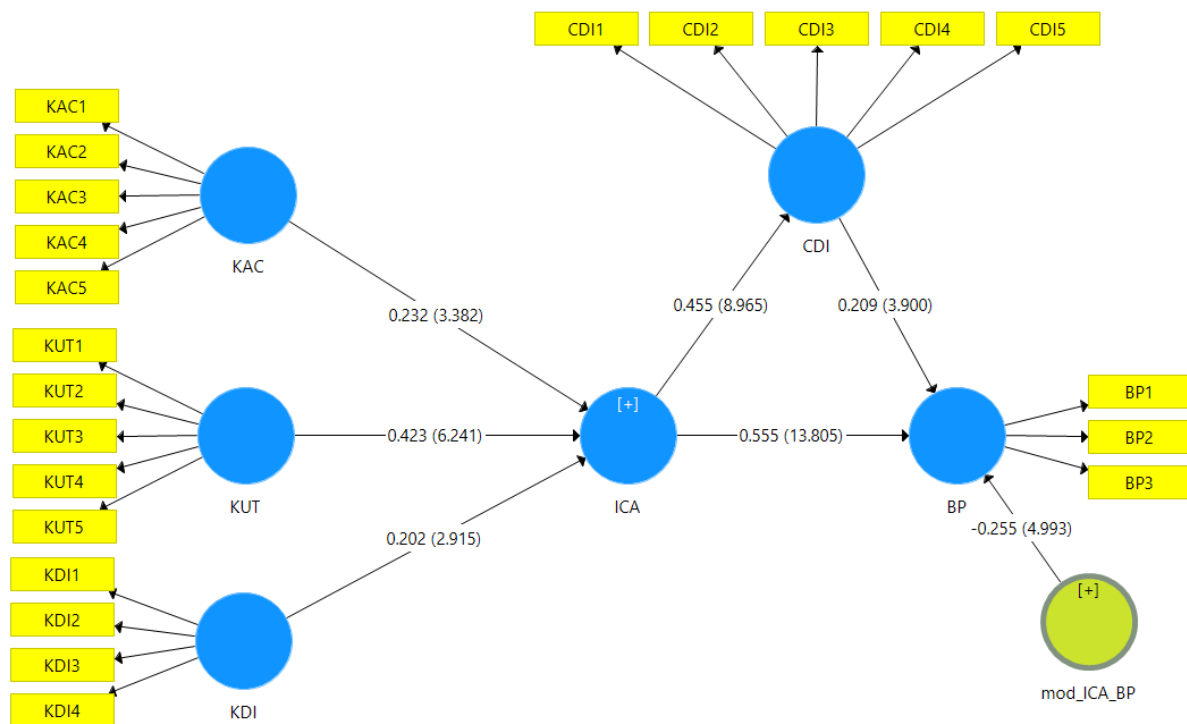 CDI1
CDI2
CDI3
CDI4
CDI5
KAC1
KAC2
KAC3
KAC4
KAC5
KAC
CDI
0.232 (3.382)
0.455 (8.965)
0.209 (3.900)
KUT1
KUT2
KUT3
KUT4
KUT5
KUT
0.423 (6.241)
[+]
ICA
0.555 (13.805)
BP
BP1
BP2
BP3
0.202 (2.915)
-0.255 (4.993)
KDI1
KDI2
KDI3
KDI4
KDI
[+]
mod_ICA_BP